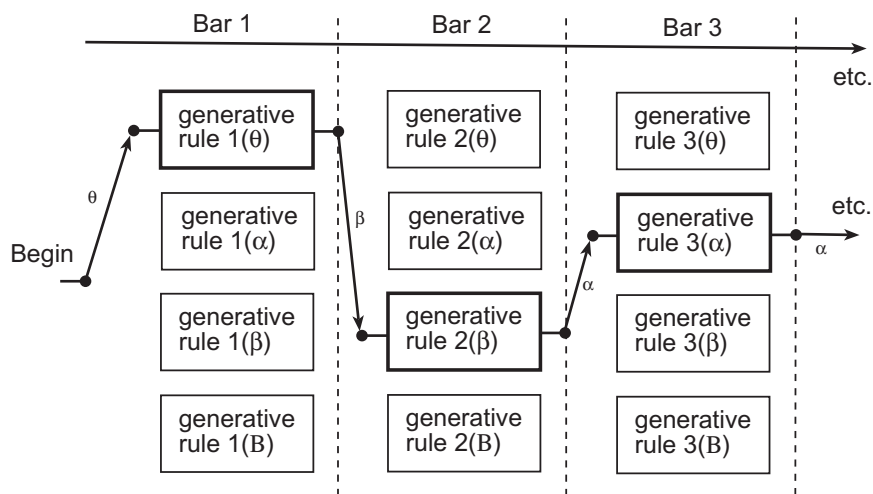 Bar 1
Bar 2
Bar 3
etc.
generative
rule 1(θ)
generative
rule 2(θ)
generative
rule 3(θ)
θ
generative
rule 1(α)
β
generative
rule 2(α)
generative
rule 3(α)
etc.
α
Begin
α
generative
rule 1(β)
generative
rule 2(β)
generative
rule 3(β)
generative
rule 1(B)
generative
rule 2(B)
generative
rule 3(B)